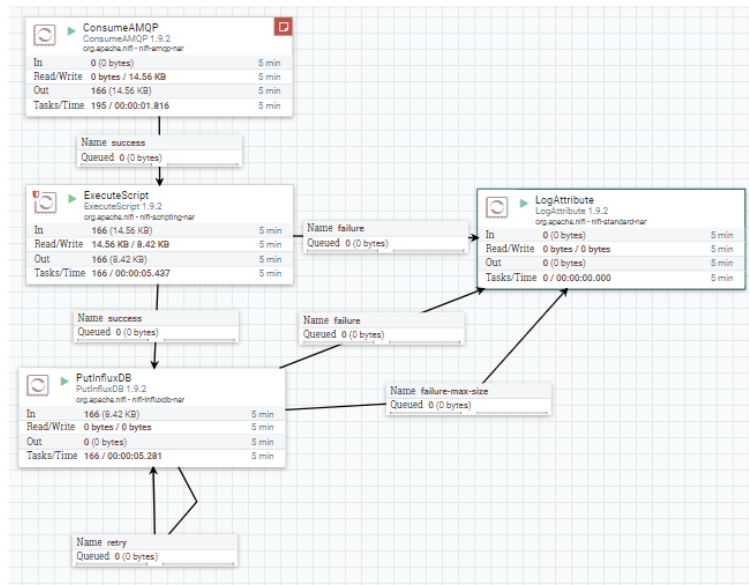 ConsumeAMQP
ConsumeAMQP 1.9.2
org.apache.nifi - nifi-amqp-nar
In 0 (0 bytes) 5 min
Read/Write 0 bytes / 14.56 KB 5 min
Out 166 (14.56 KB) 5 min
Tasks/Time 195 / 00:00:01.816 5 min
Name success
Queued 0 (0 bytes)
ExecuteScript
ExecuteScript 1.9.2
org.apache.nifi - nifi-scripting-nar
In 166 (14.56 KB) 5 min
Read/Write 14.56 KB / 8.42 KB 5 min
Out 166 (8.42 KB) 5 min
Tasks/Time 166 / 00:00:05.437 5 min
Name failure
Queued 0 (0 bytes)
LogAttribute
LogAttribute 1.9.2
org.apache.nifi - nifi-standard-nar
In 0 (0 bytes) 5 min
Read/Write 0 bytes / 0 bytes 5 min
Out 0 (0 bytes) 5 min
Tasks/Time 0 / 00:00:00.000 5 min
Name success
Queued 0 (0 bytes)
Name failure
Queued 0 (0 bytes)
PutInfluxDB
PutInfluxDB 1.9.2
org.apache.nifi - nifi-influxdb-nar
In 166 (8.42 KB) 5 min
Read/Write 0 bytes / 0 bytes 5 min
Out 0 (0 bytes) 5 min
Tasks/Time 166 / 00:00:05.281 5 min
Name failure-max-size
Queued 0 (0 bytes)
Name retry
Queued 0 (0 bytes)